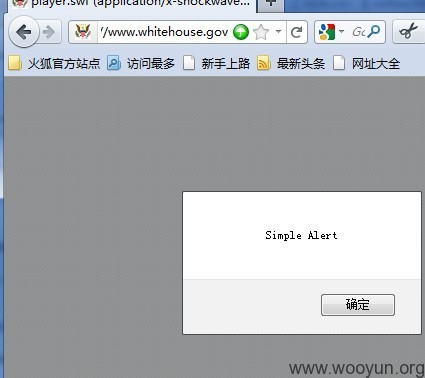 player.swf (application/x-shockwave...
//www.whitehouse.gov
火狐官方站点 访问最多 新手上路 最新头条 网址大全
Simple Alert
确定
www.wooyun.org